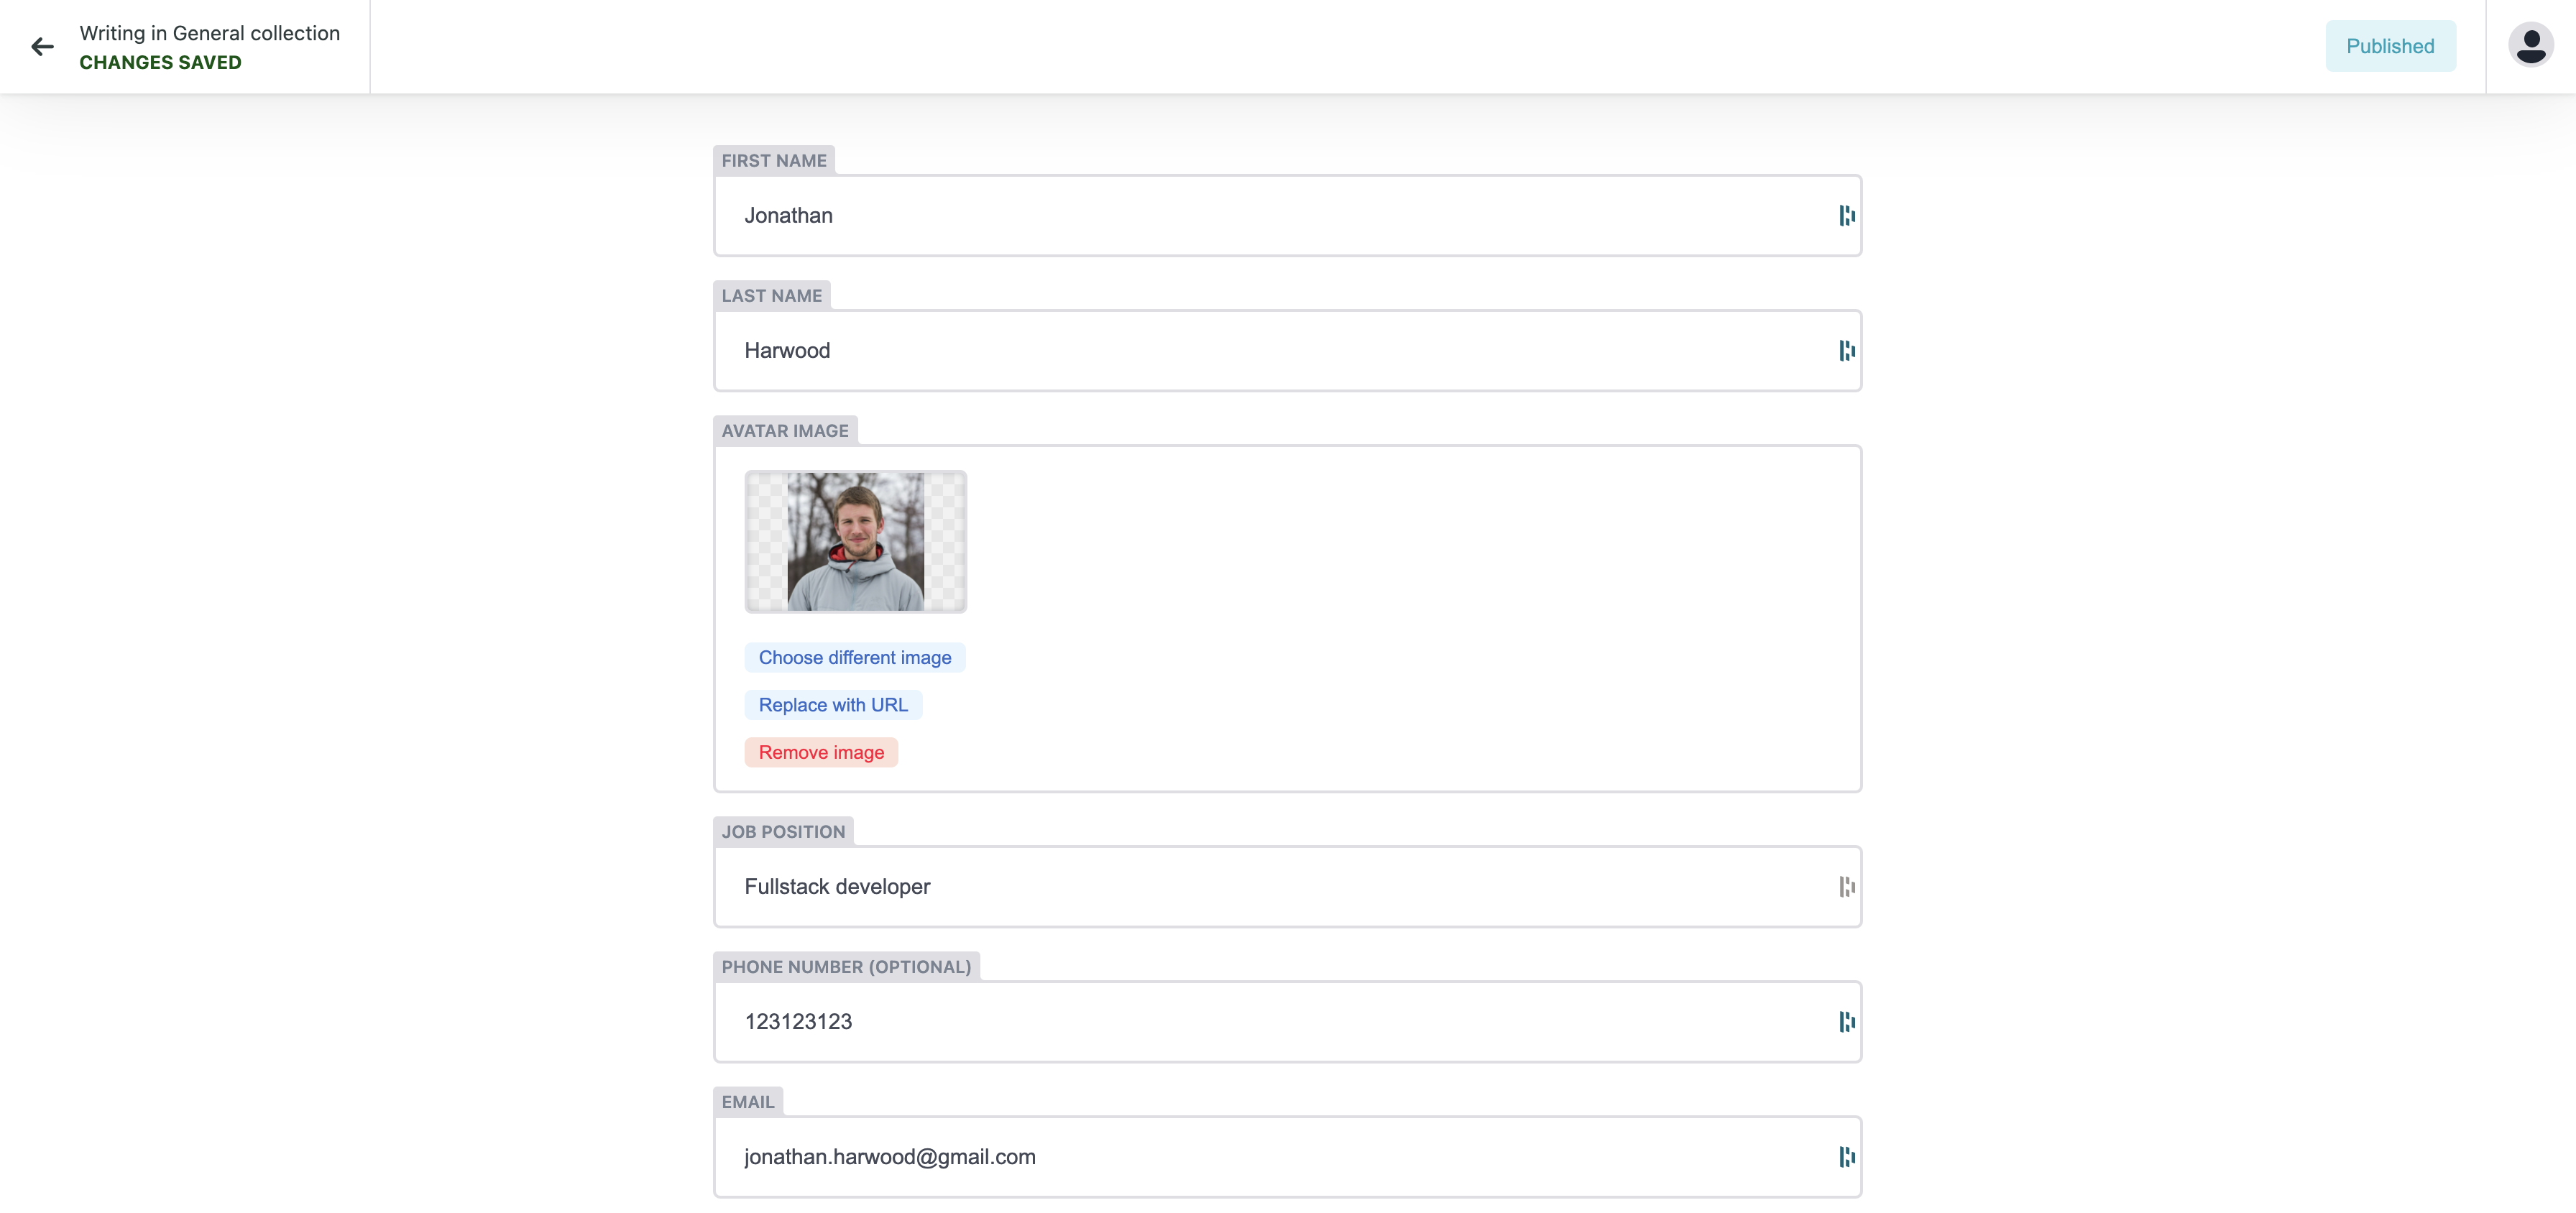 Writing in General collection
CHANGES SAVED
Published
FIRST NAME
Jonathan
LAST NAME
Harwood
AVATAR IMAGE
Choose different image
Replace with URL
Remove image
JOB POSITION
Fullstack developer
PHONE NUMBER (OPTIONAL)
123123123
EMAIL
jonathan.harwood@gmail.com